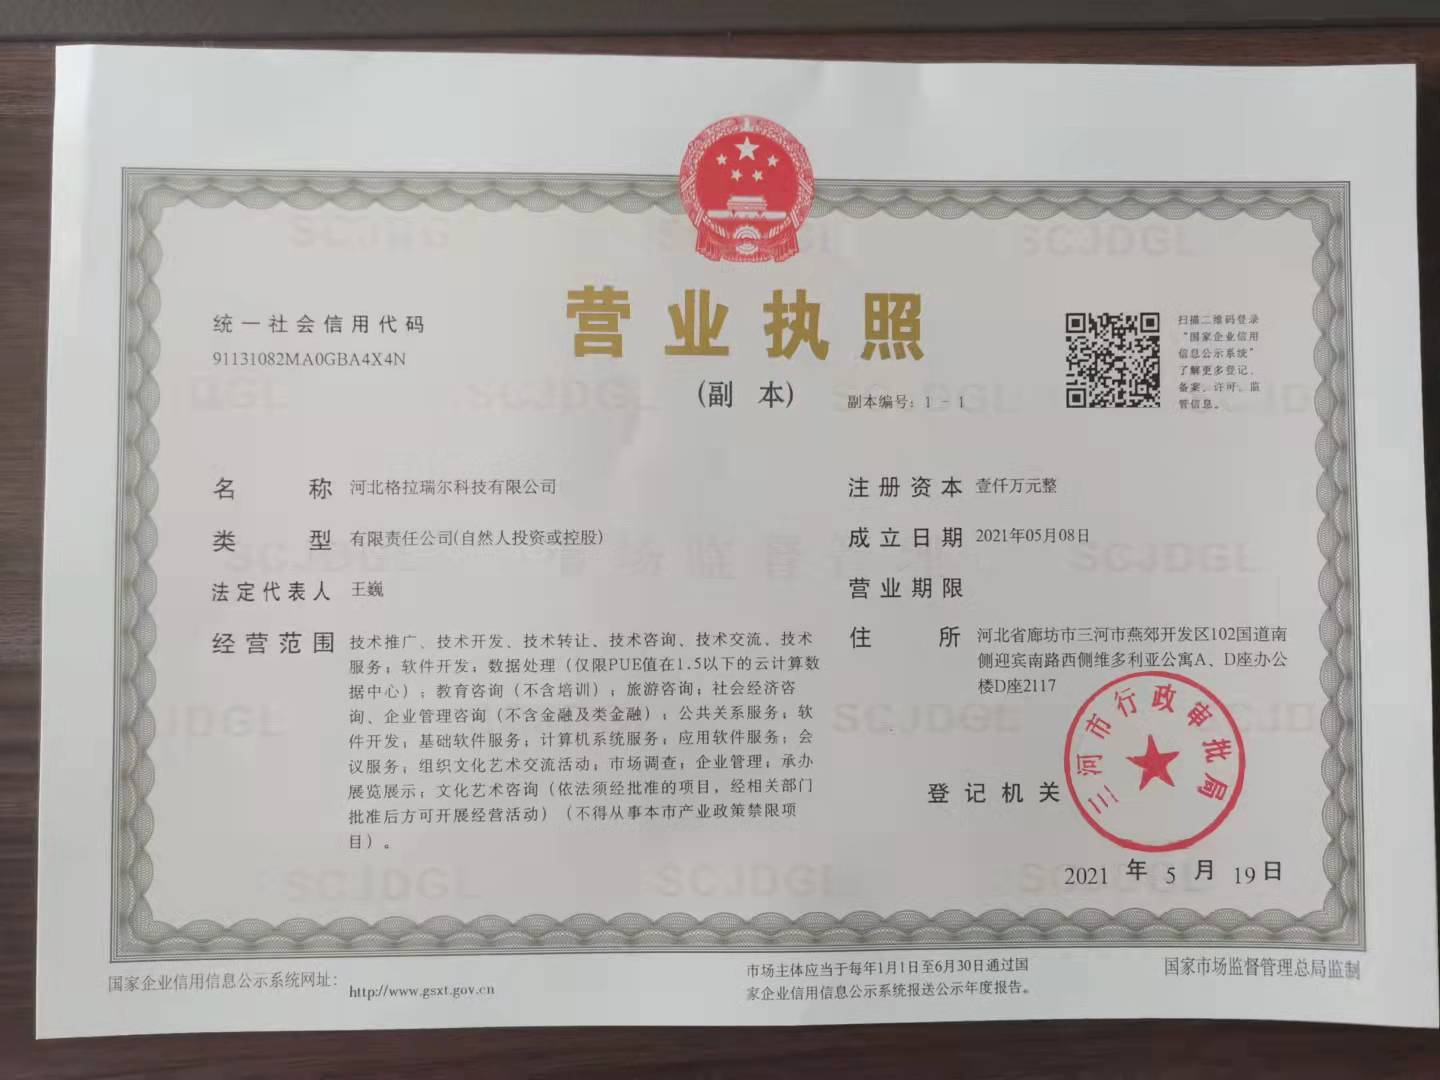 营业执照
(副 本)
副本编号：1 - 1
统一社会信用代码
91131082MA0GBA4X4N
扫描二维码登录
“国家企业信用
信息公示系统”
了解更多登记、
备案、许可、监
管信息。
名 称 河北格拉瑞尔科技有限公司
类 型 有限责任公司(自然人投资或控股)
法定代表人 王巍
经营范围 技术推广、技术开发、技术转让、技术咨询、技术交流、技术
服务；软件开发；数据处理（仅限PUE值在1.5以下的云计算数
据中心）；教育咨询（不含培训）；旅游咨询；社会经济咨
询、企业管理咨询（不含金融及类金融）；公共关系服务；软
件开发；基础软件服务；计算机系统服务；应用软件服务；会
议服务；组织文化艺术交流活动；市场调查；企业管理；承办
展览展示；文化艺术咨询（依法须经批准的项目，经相关部门
批准后方可开展经营活动）（不得从事本市产业政策禁限项
目）。
注册资本 壹仟万元整
成立日期 2021年05月08日
营业期限
住 所 河北省廊坊市三河市燕郊开发区102国道南
侧迎宾南路西侧维多利亚公寓A、D座办公
楼D座2117
登记机关
三河市行政审批局
2021 年 5 月 19 日
国家企业信用信息公示系统网址：
http://www.gsxt.gov.cn
市场主体应当于每年1月1日至6月30日通过国
家企业信用信息公示系统报送公示年度报告。
国家市场监督管理总局监制